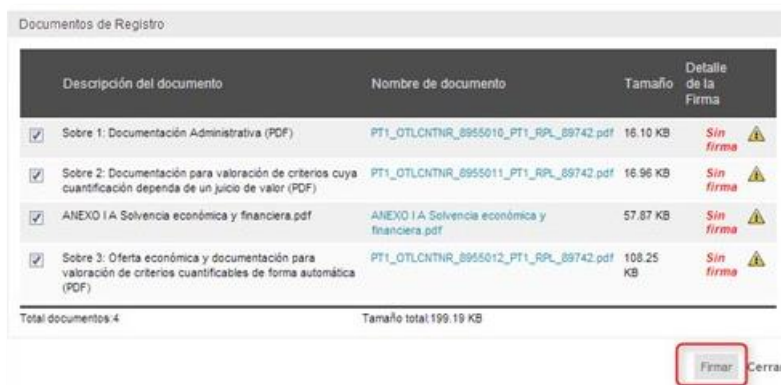 Documentos de Registro
Descripción del documento Nombre de documento Tamaño Detalle de la Firma
Sobre 1: Documentación Administrativa (PDF) PT1_OTLCNTNR_8955010_PT1_RPL_89742.pdf 16.10 KB Sin firma
Sobre 2: Documentación para valoración de criterios cuya PT1_OTLCNTNR_8955011_PT1_RPL_89742.pdf 16.96 KB Sin firma
cuantificación dependa de un juicio de valor (PDF)
ANEXO I A Solvencia económica y financiera.pdf ANEXO I A Solvencia económica y 57.87 KB Sin firma
financiera.pdf
Sobre 3: Oferta económica y documentación para PT1_OTLCNTNR_8955012_PT1_RPL_89742.pdf 108.25 KB Sin firma
valoración de criterios cuantificables de forma automática
(PDF)
Total documentos:4 Tamaño total:199.19 KB
Firmar Cerra